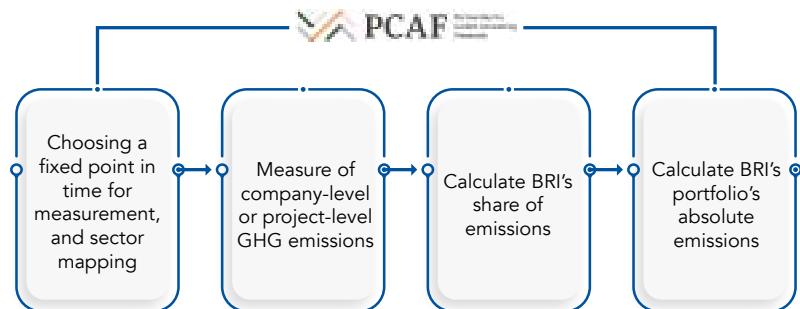 PCAF
Choosing a
fixed point in
time for
measurement,
and sector
mapping
Measure of
company-level
or project-level
GHG emissions
Calculate BRI’s
share of
emissions
Calculate BRI’s
portfolio’s
absolute
emissions